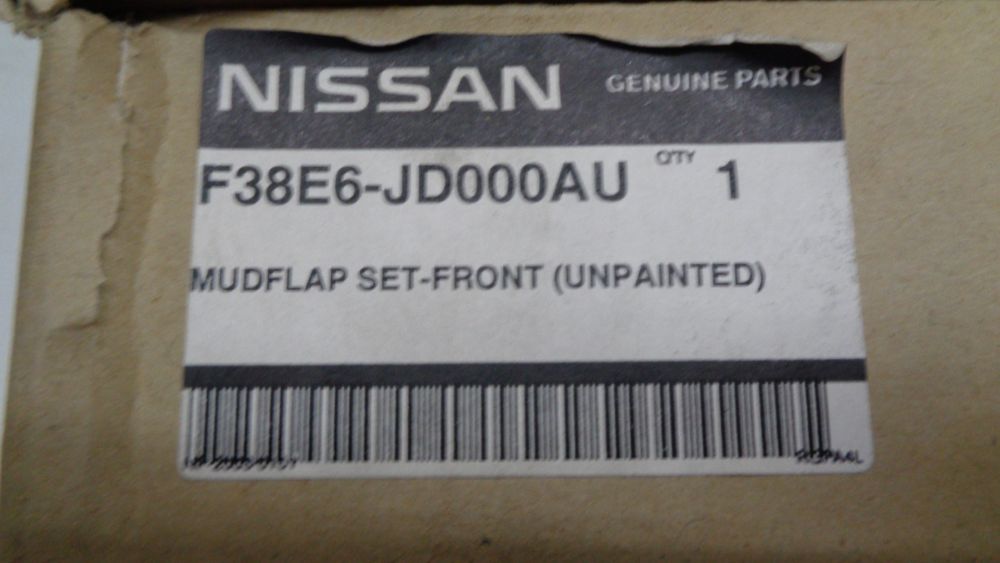 NISSAN GENUINE PARTS
F38E6-JD000AU QTY 1
MUDFLAP SET-FRONT (UNPAINTED)